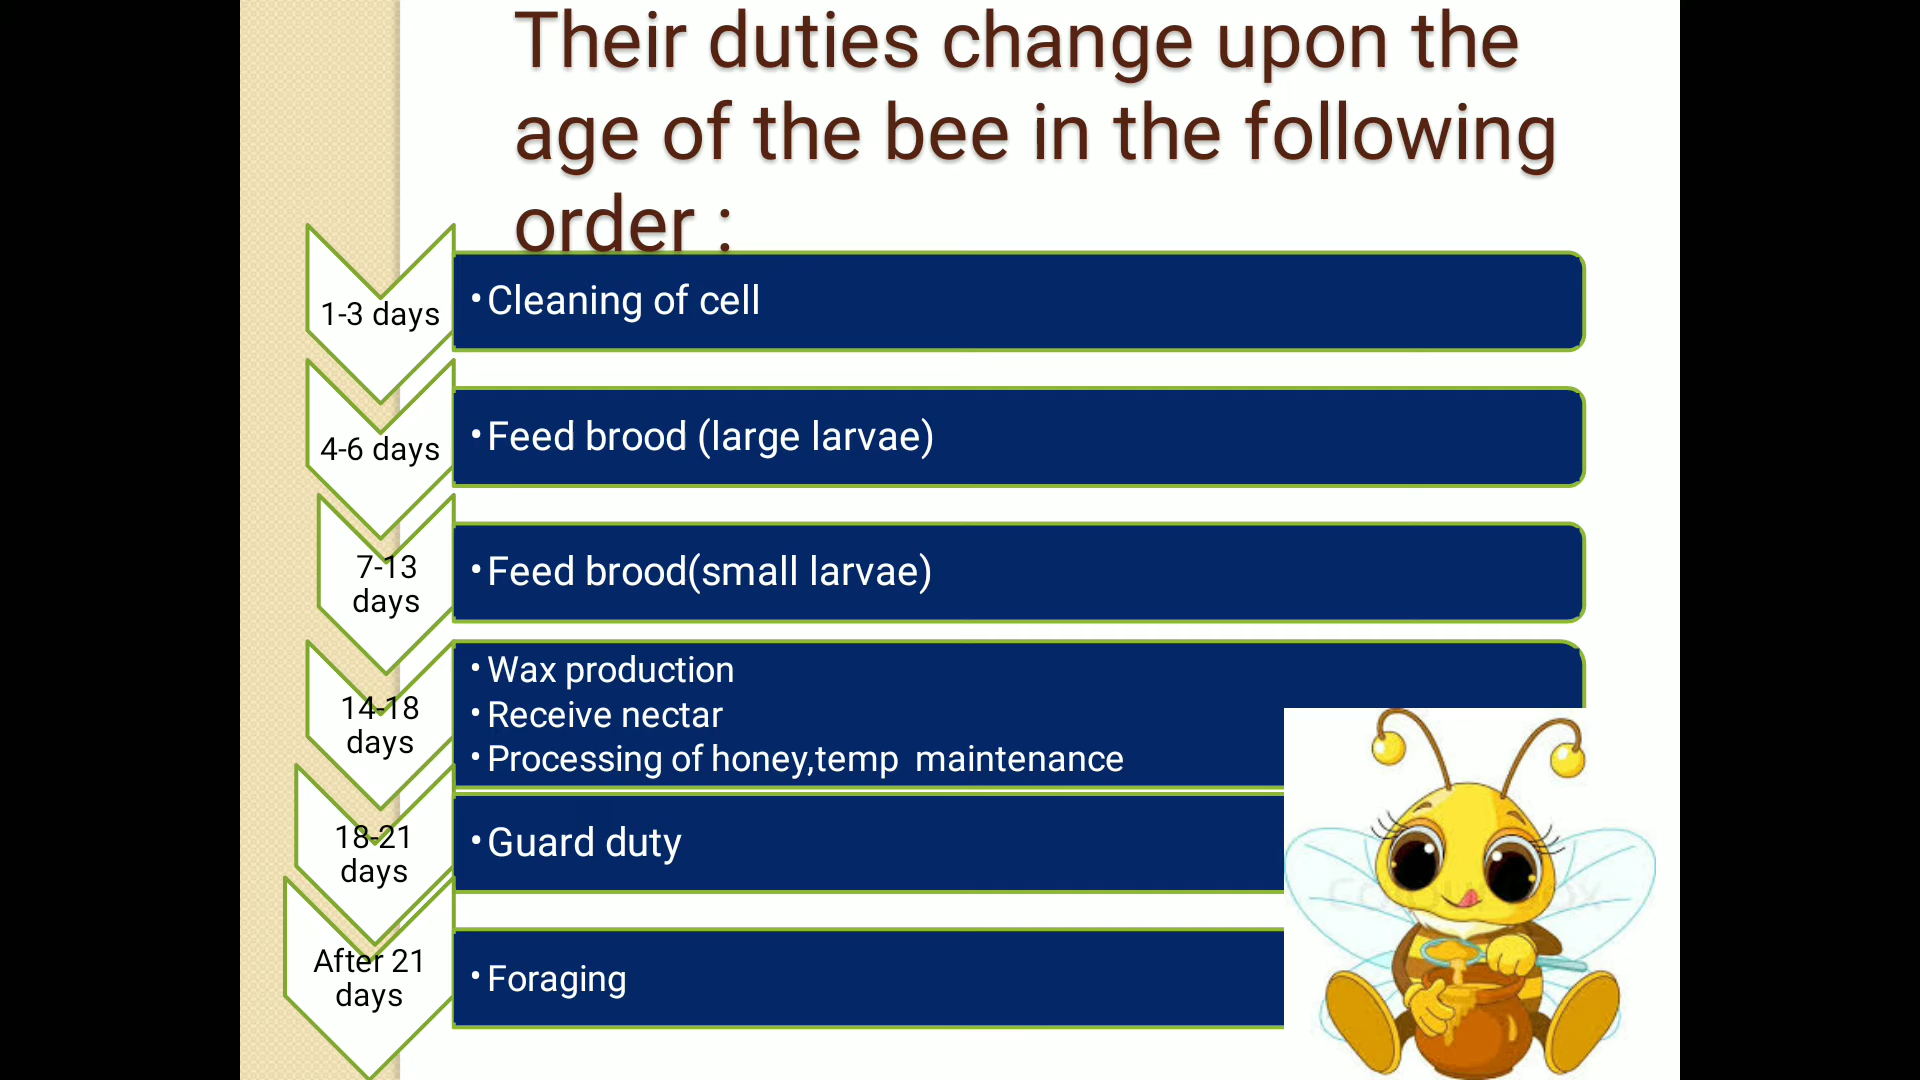 Their duties change upon the
age of the bee in the following
order :
1-3 days
•Cleaning of cell
4-6 days
•Feed brood (large larvae)
7-13
days
•Feed brood(small larvae)
14-18
days
•Wax production
•Receive nectar
•Processing of honey,temp  maintenance
18-21
days
•Guard duty
After 21
days
•Foraging